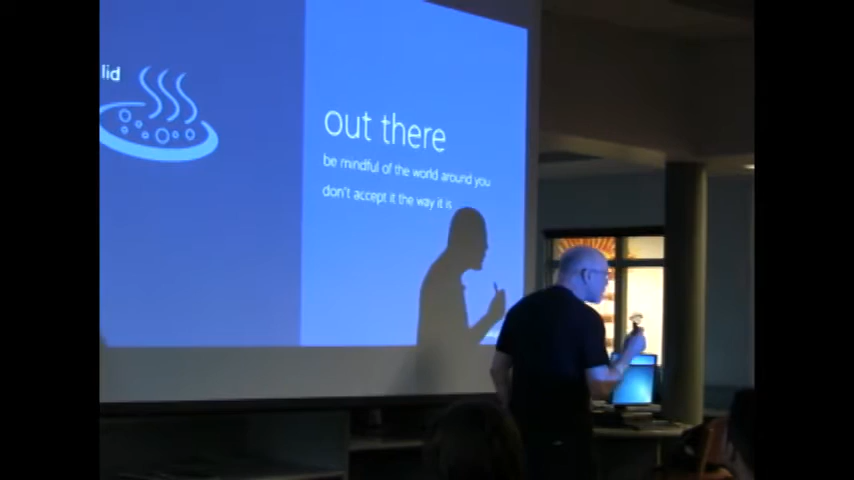 lid
out there
be mindful of the world around you
don't accept it the way it is